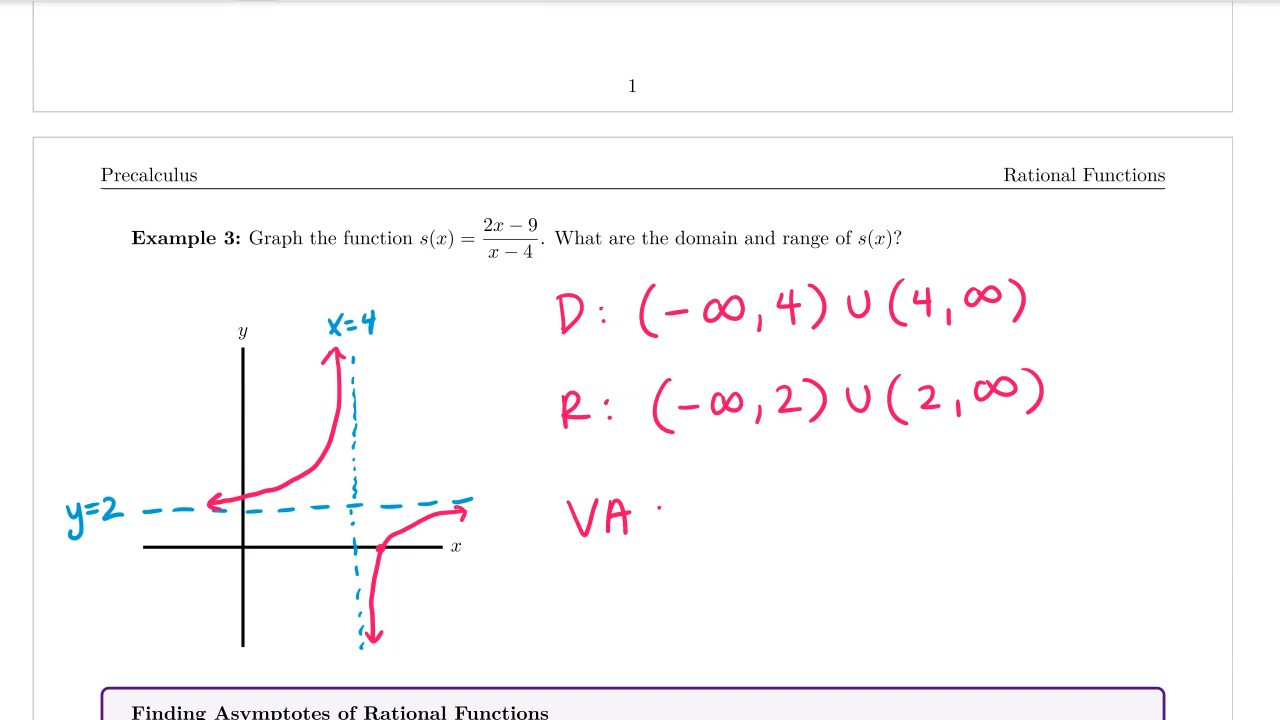 1
Precalculus Rational Functions
Example 3: Graph the function s(x) = \frac{2x − 9}{x − 4}. What are the domain and range of s(x)?
D: (-∞, 4) ∪ (4, ∞)
y
x=4
R: (-∞, 2) ∪ (2, ∞)
y=2
VA
x
Finding Asymptotes of Rational Functions